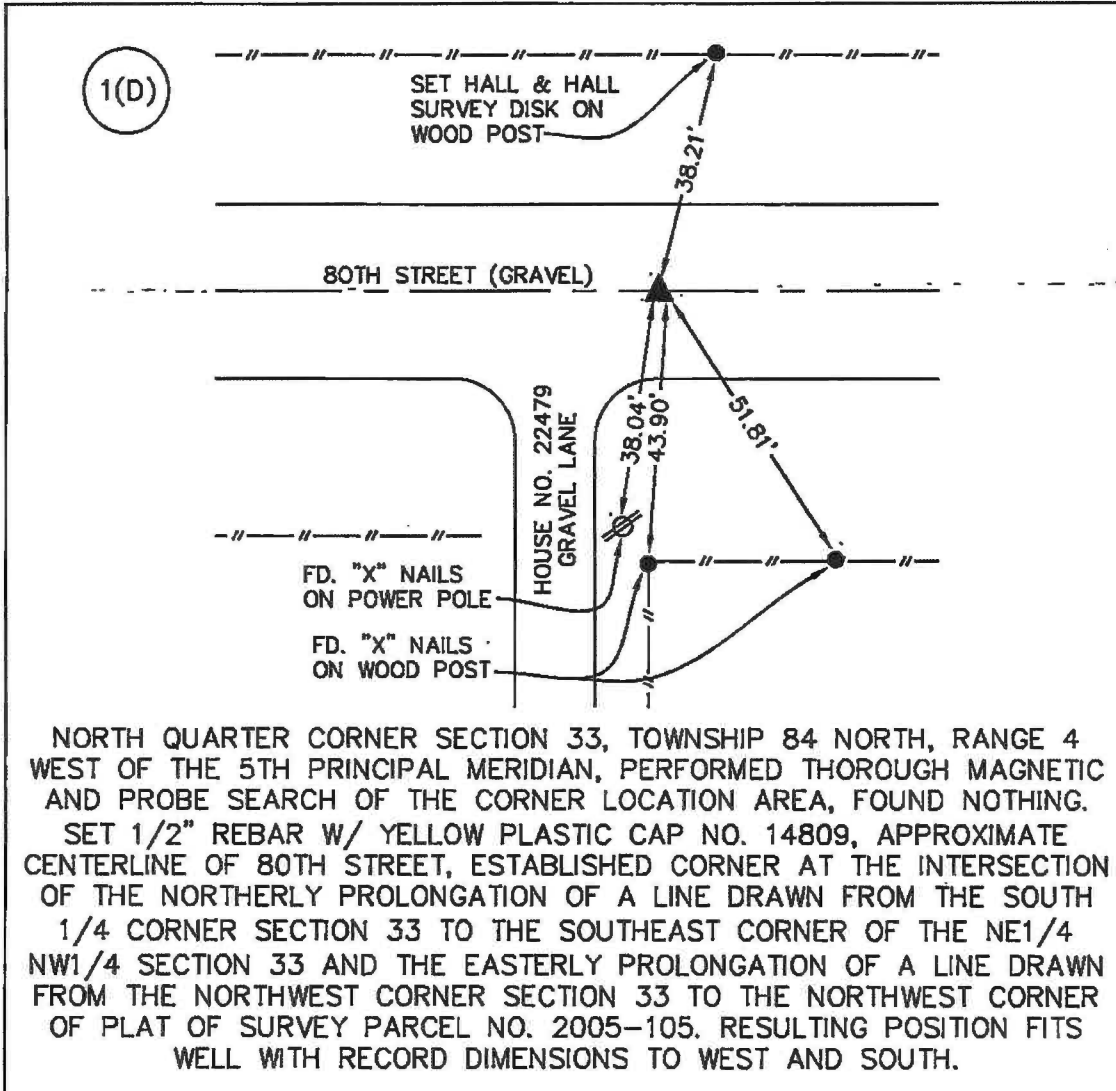 1(D)
SET HALL & HALL
SURVEY DISK ON
WOOD POST
38.21'
80TH STREET (GRAVEL)
HOUSE NO. 22479
GRAVEL LANE
38.04'
43.90'
51.81'
FD. "X" NAILS
ON POWER POLE
FD. "X" NAILS
ON WOOD POST
NORTH QUARTER CORNER SECTION 33, TOWNSHIP 84 NORTH, RANGE 4
WEST OF THE 5TH PRINCIPAL MERIDIAN, PERFORMED THOROUGH MAGNETIC
AND PROBE SEARCH OF THE CORNER LOCATION AREA, FOUND NOTHING.
SET 1/2" REBAR W/ YELLOW PLASTIC CAP NO. 14809, APPROXIMATE
CENTERLINE OF 80TH STREET, ESTABLISHED CORNER AT THE INTERSECTION
OF THE NORTHERLY PROLONGATION OF A LINE DRAWN FROM THE SOUTH
1/4 CORNER SECTION 33 TO THE SOUTHEAST CORNER OF THE NE1/4
NW1/4 SECTION 33 AND THE EASTERLY PROLONGATION OF A LINE DRAWN
FROM THE NORTHWEST CORNER SECTION 33 TO THE NORTHWEST CORNER
OF PLAT OF SURVEY PARCEL NO. 2005-105. RESULTING POSITION FITS
WELL WITH RECORD DIMENSIONS TO WEST AND SOUTH.